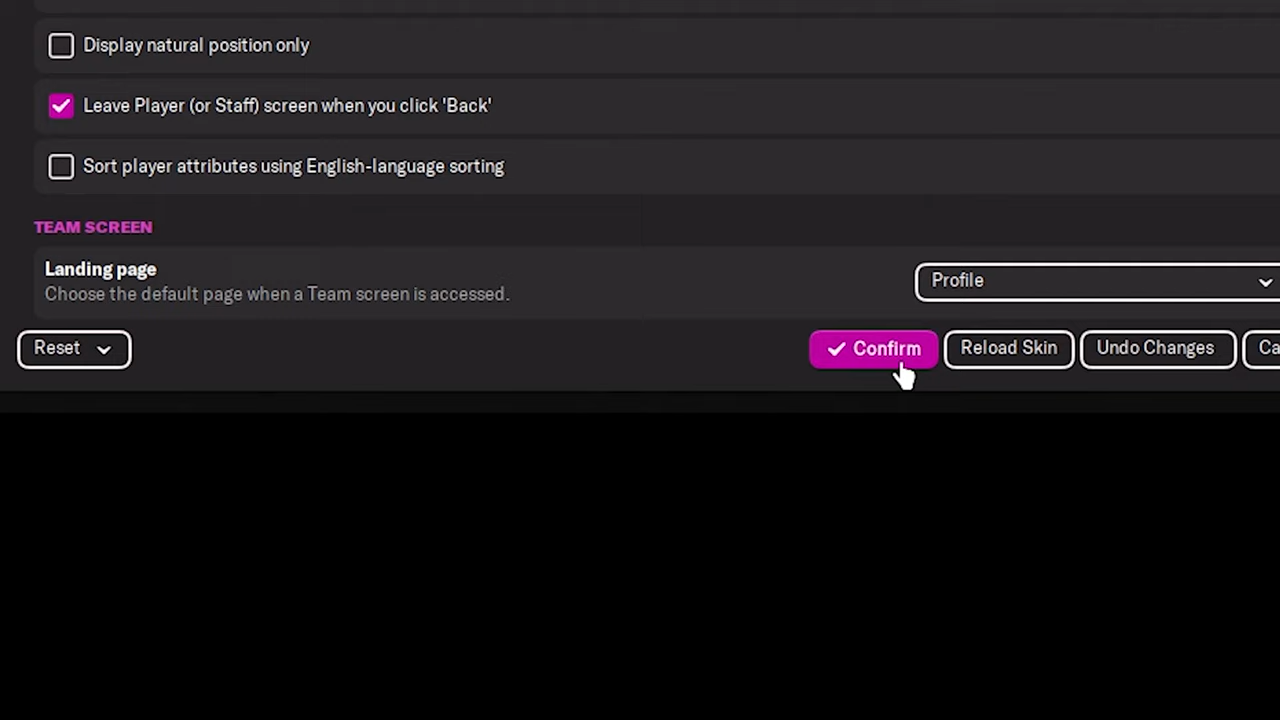 Display natural position only
Leave Player (or Staff) screen when you click 'Back'
Sort player attributes using English-language sorting
TEAM SCREEN
Landing page
Choose the default page when a Team screen is accessed.
Profile
Reset
Confirm
Reload Skin
Undo Changes
Ca